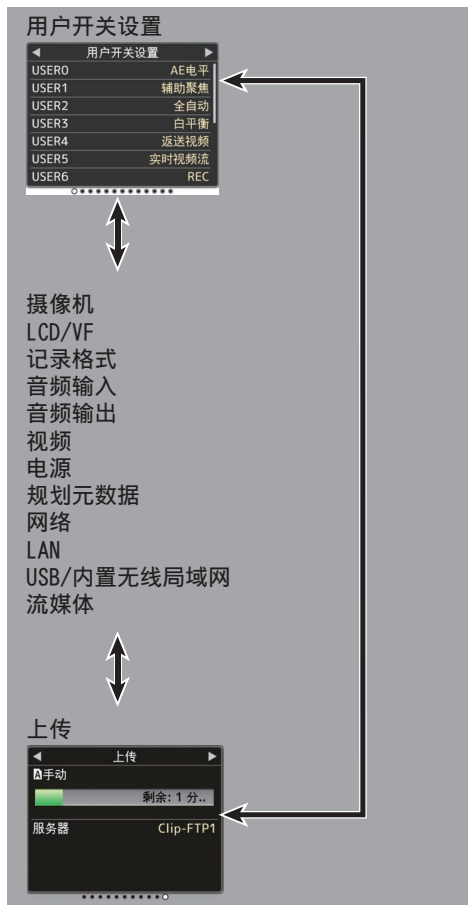 用户开关设置
◀ 用户开关设置 ▶
USER0 AE电平
USER1 辅助聚焦
USER2 全自动
USER3 白平衡
USER4 返送视频
USER5 实时视频流
USER6 REC
摄像机
LCD/VF
记录格式
音频输入
音频输出
视频
电源
规划元数据
网络
LAN
USB/内置无线局域网
流媒体
上传
◀ 上传 ▶
A手动
剩余: 1 分..
服务器 Clip-FTP1